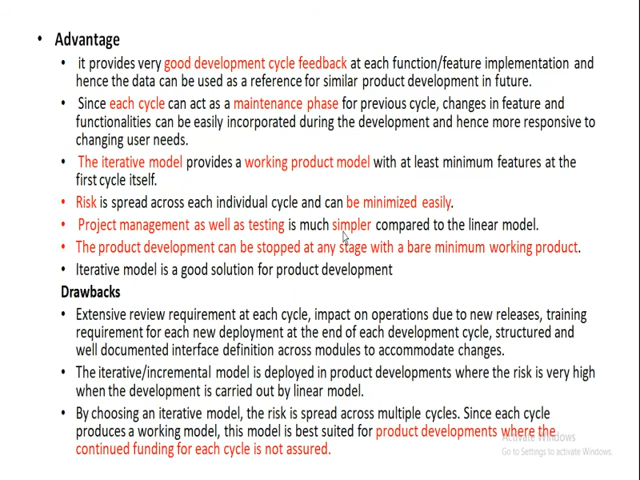 • Advantage
• it provides very good development cycle feedback at each function/feature implementation and
hence the data can be used as a reference for similar product development in future.
• Since each cycle can act as a maintenance phase for previous cycle, changes in feature and
functionalities can be easily incorporated during the development and hence more responsive to
changing user needs.
• The iterative model provides a working product model with at least minimum features at the
first cycle itself.
• Risk is spread across each individual cycle and can be minimized easily.
• Project management as well as testing is much simpler compared to the linear model.
• The product development can be stopped at any stage with a bare minimum working product.
• Iterative model is a good solution for product development
Drawbacks
• Extensive review requirement at each cycle, impact on operations due to new releases, training
requirement for each new deployment at the end of each development cycle, structured and
well documented interface definition across modules to accommodate changes.
• The iterative/incremental model is deployed in product developments where the risk is very high
when the development is carried out by linear model.
• By choosing an iterative model, the risk is spread across multiple cycles. Since each cycle
produces a working model, this model is best suited for product developments where the
continued funding for each cycle is not assured.
Activate Windows
Go to Settings to activate Windows.